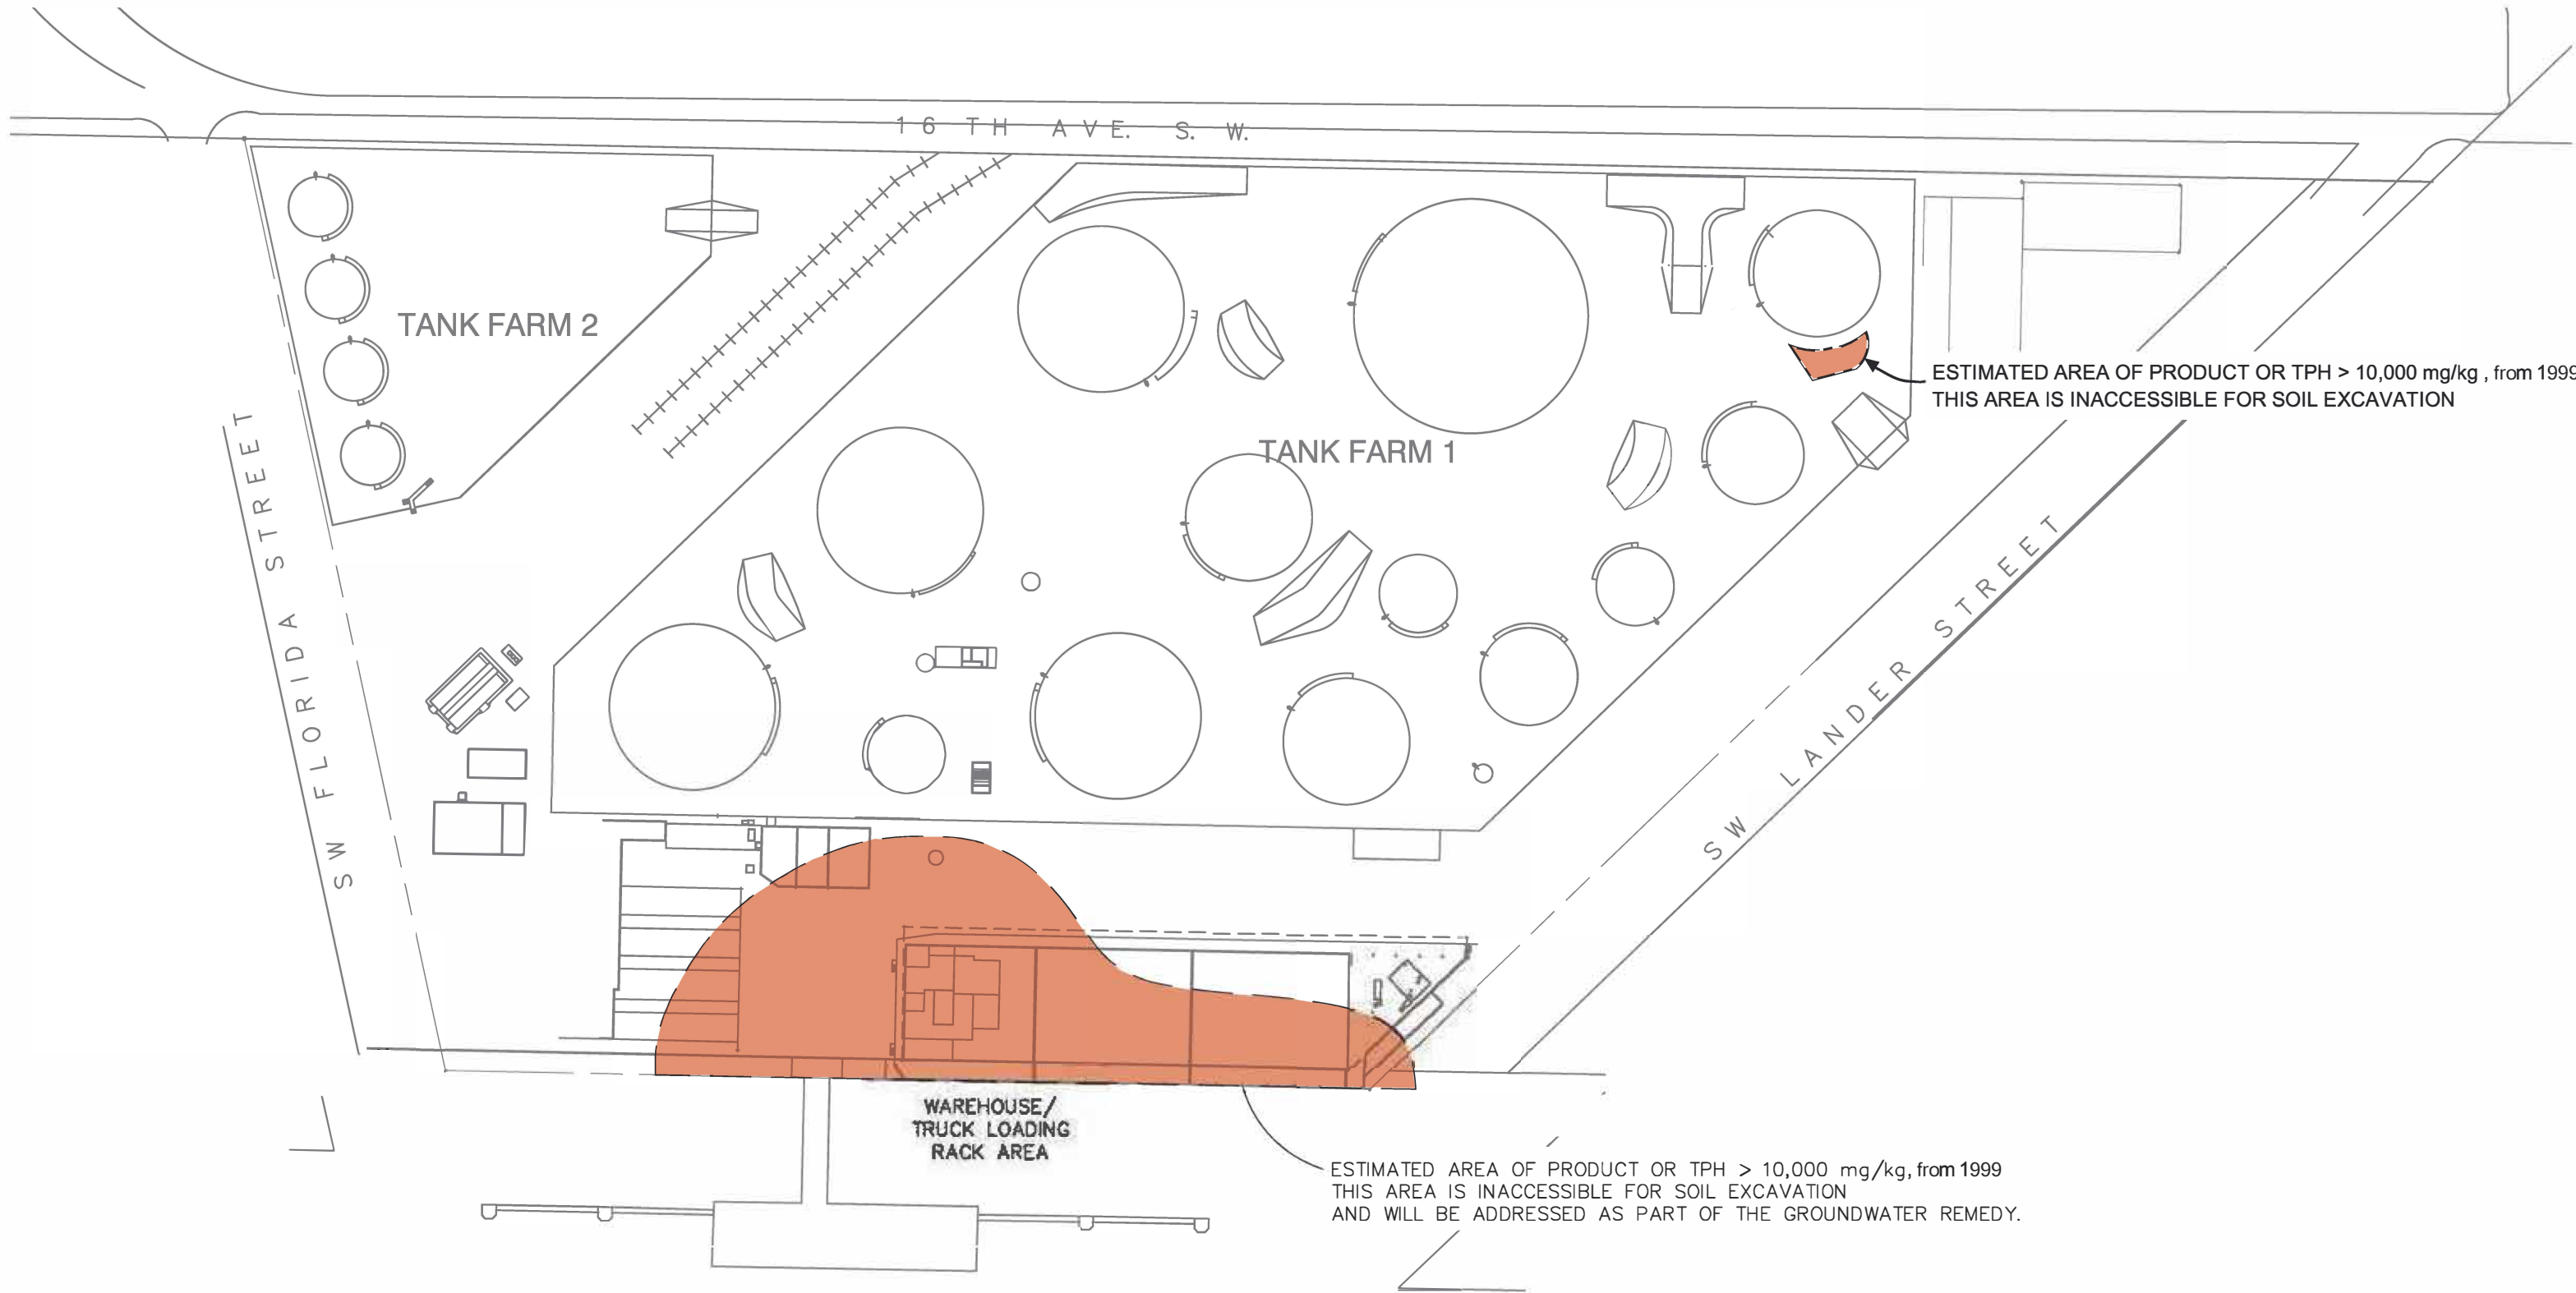 16 TH AVE. S. W.
TANK FARM 2
ESTIMATED AREA OF PRODUCT OR TPH > 10,000 mg/kg , from 1999
THIS AREA IS INACCESSIBLE FOR SOIL EXCAVATION
TANK FARM 1
SW FLORIDA STREET
SW LANDER STREET
WAREHOUSE/
TRUCK LOADING
RACK AREA
ESTIMATED AREA OF PRODUCT OR TPH > 10,000 mg/kg, from 1999
THIS AREA IS INACCESSIBLE FOR SOIL EXCAVATION
AND WILL BE ADDRESSED AS PART OF THE GROUNDWATER REMEDY.